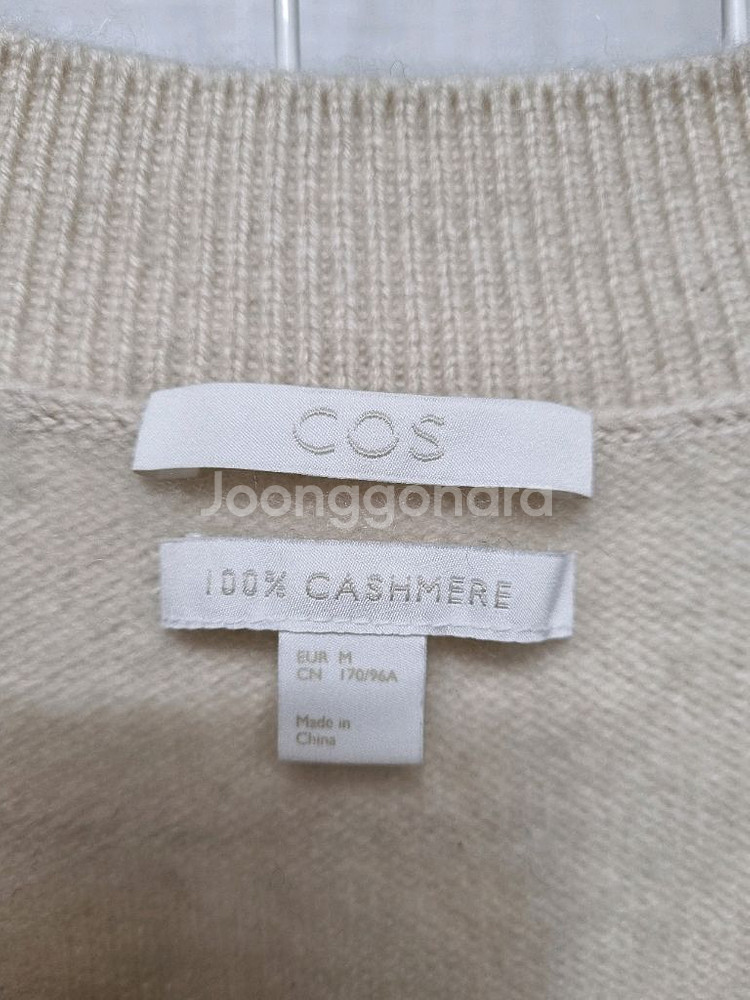 COS
Joonggonara
100% CASHMERE
EUR M
CN 170/96A
Made in
China